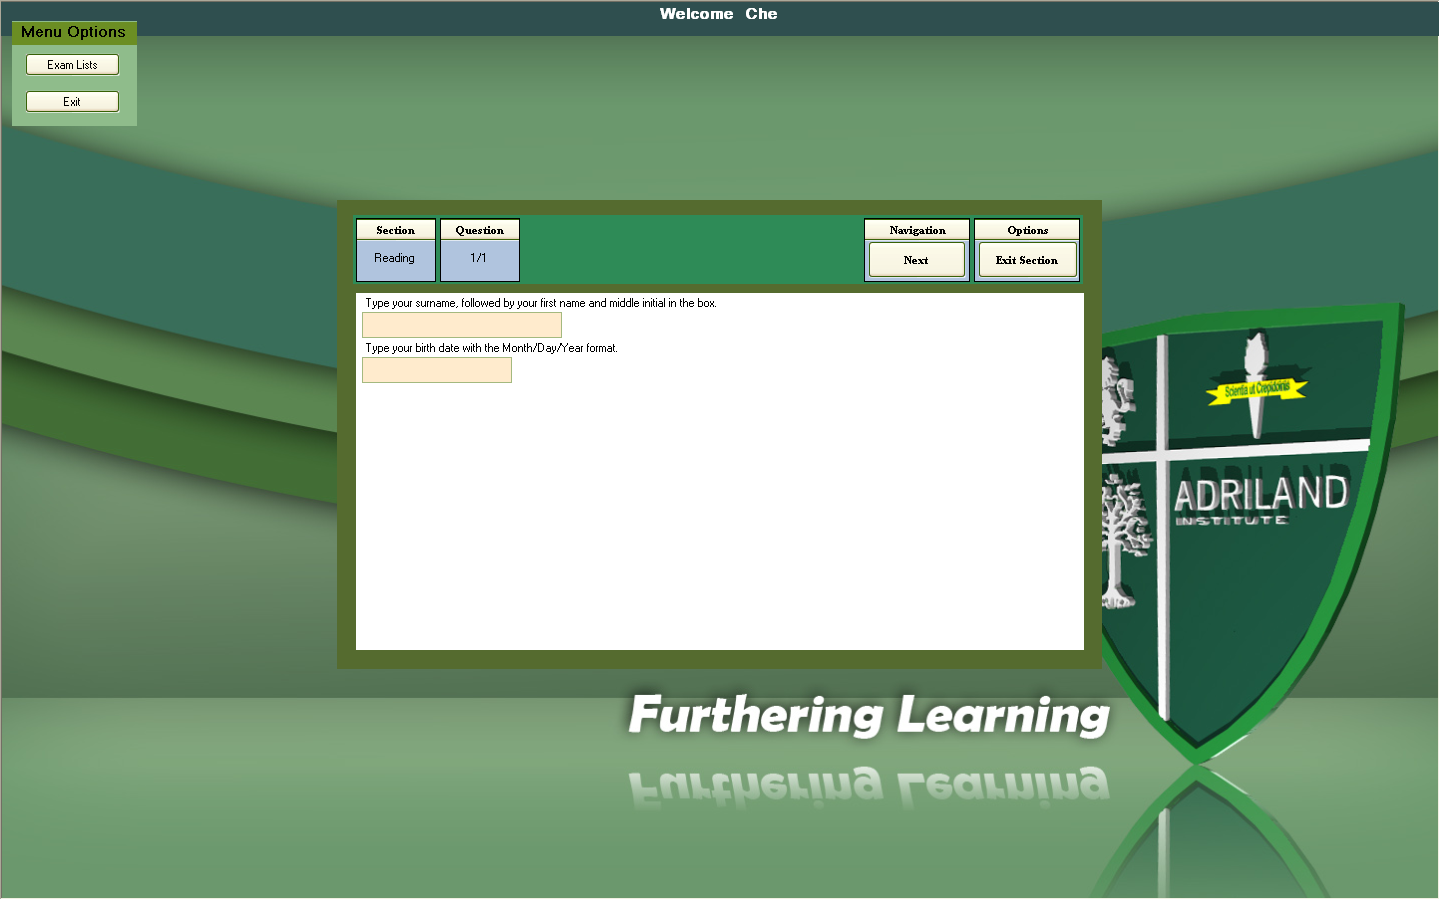 Welcome Che
Menu Options
Exam Lists
Exit
Section
Question
Navigation
Options
Reading
1/1
Next
Exit Section
Type your surname, followed by your first name and middle initial in the box.
Type your birth date with the Month/Day/Year format.
Scientia ut Crepidonis
ADRILAND
INSTITUTE
Furthering Learning
Furthering Learning